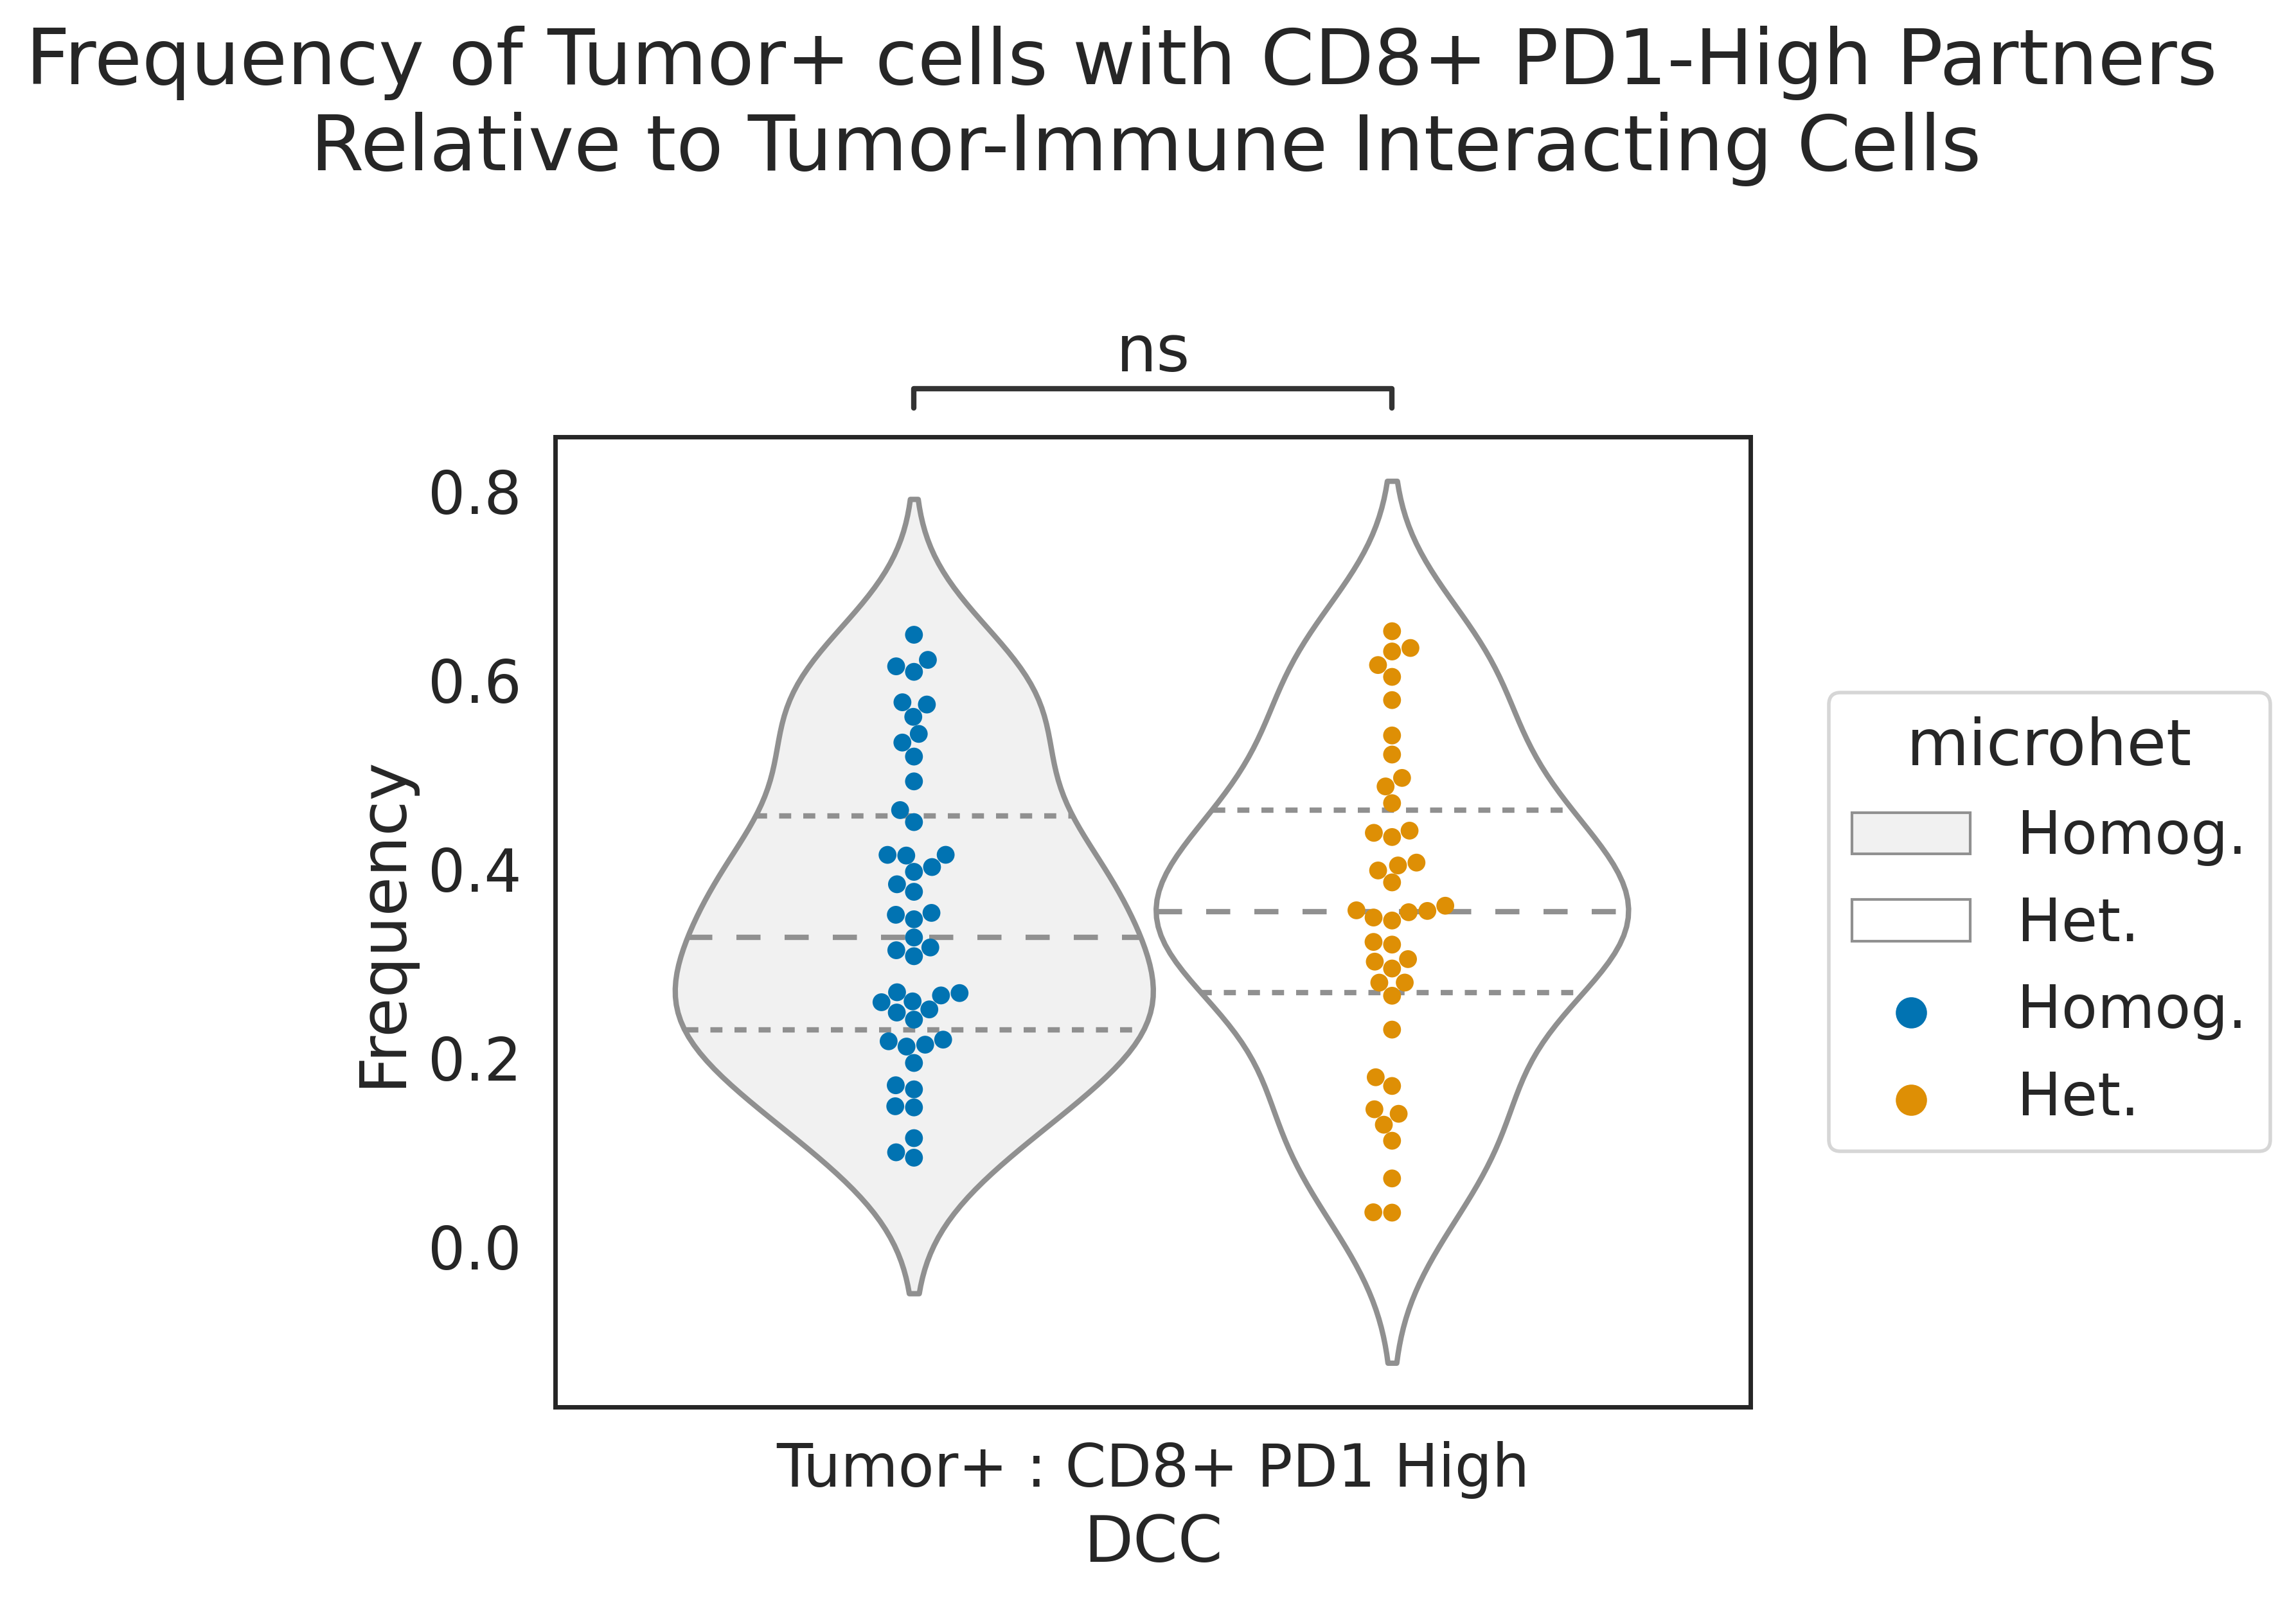 Frequency of Tumor+ cells with CD8+ PD1-High Partners
Relative to Tumor-Immune Interacting Cells
ns
0.8
0.6
0.4
0.2
0.0
Frequency
Tumor+ : CD8+ PD1 High
DCC
microhet
Homog.
Het.
Homog.
Het.